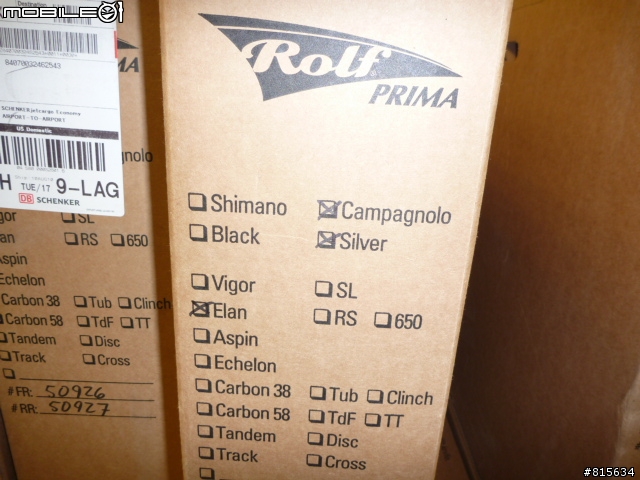 MOBILE01
84070032462543
SCHENKERjetcargo Economy
AIRPORT-TO-AIRPORT
US Domestic
H TUE/17 9-LAG
DB SCHENKER
IMA
SL
RS 650
Echelon
Carbon 38 Tub Clinch
Carbon 58 TdF TT
Tandem Disc
Track Cross
#FR: 50926
#RR: 50927
Rolf
PRIMA
Shimano Campagnolo
Black Silver
Vigor SL
Elan RS 650
Aspin
Echelon
Carbon 38 Tub Clinch
Carbon 58 TdF TT
Tandem Disc
Track Cross
#815634